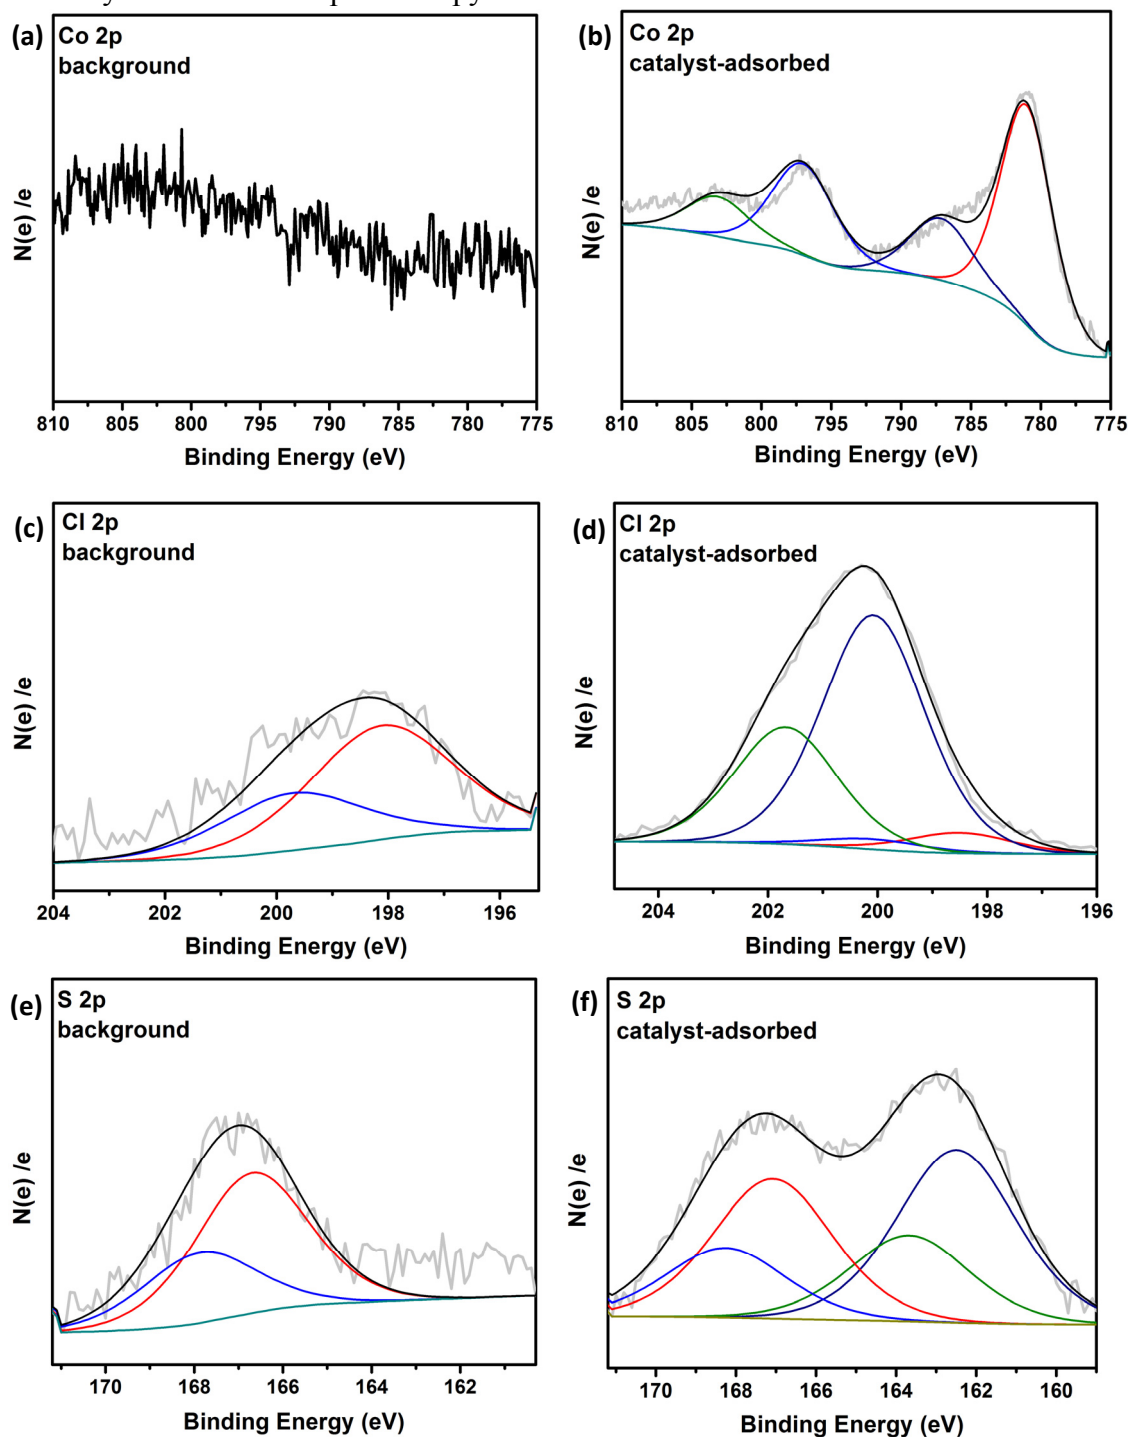 (a)
Co 2p
background
N(e) /e
810 805 800 795 790 785 780 775
Binding Energy (eV)
(b)
Co 2p
catalyst-adsorbed
N(e) /e
810 805 800 795 790 785 780 775
Binding Energy (eV)
(c)
Cl 2p
background
N(e) /e
204 202 200 198 196
Binding Energy (eV)
(d)
Cl 2p
catalyst-adsorbed
N(e) /e
204 202 200 198 196
Binding Energy (eV)
(e)
S 2p
background
N(e) /e
170 168 166 164 162
Binding Energy (eV)
(f)
S 2p
catalyst-adsorbed
N(e) /e
170 168 166 164 162 160
Binding Energy (eV)